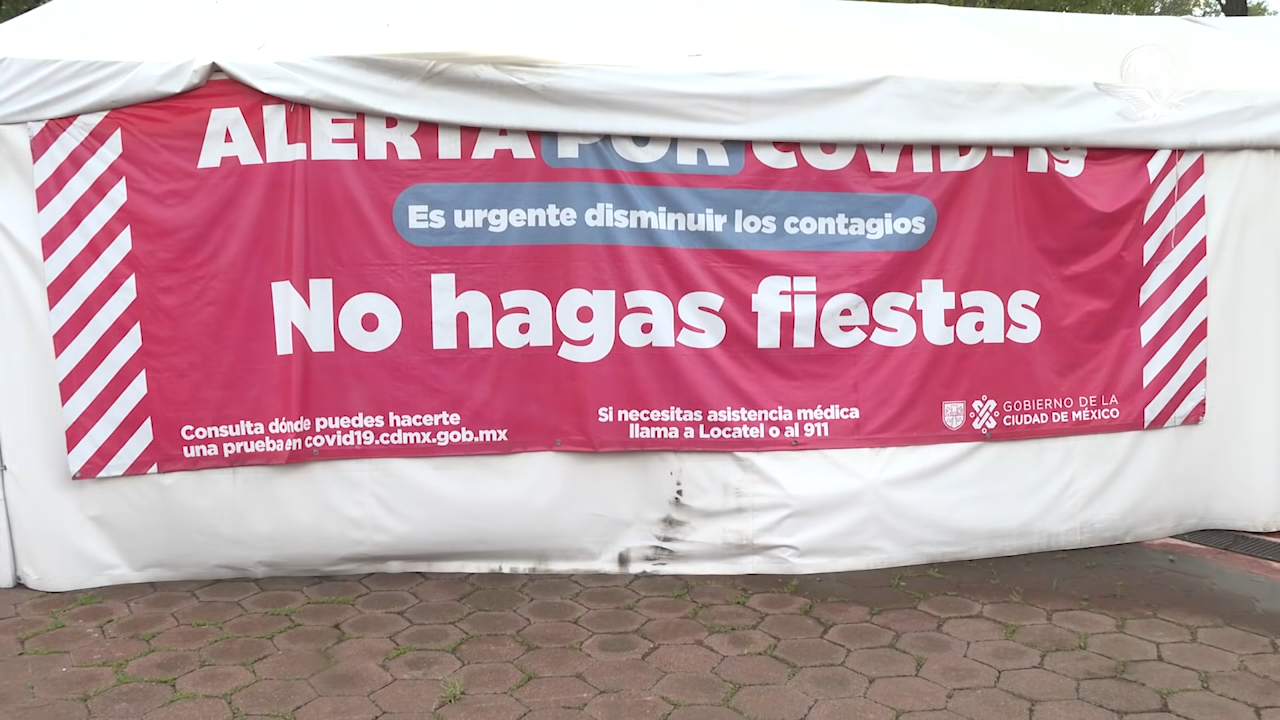 ALERTA POR COVID-19
Es urgente disminuir los contagios
No hagas fiestas
Consulta dónde puedes hacerte
una prueba en covid19.cdmx.gob.mx
Si necesitas asistencia médica
llama a Locatel o al 911
GOBIERNO DE LA
CIUDAD DE MÉXICO